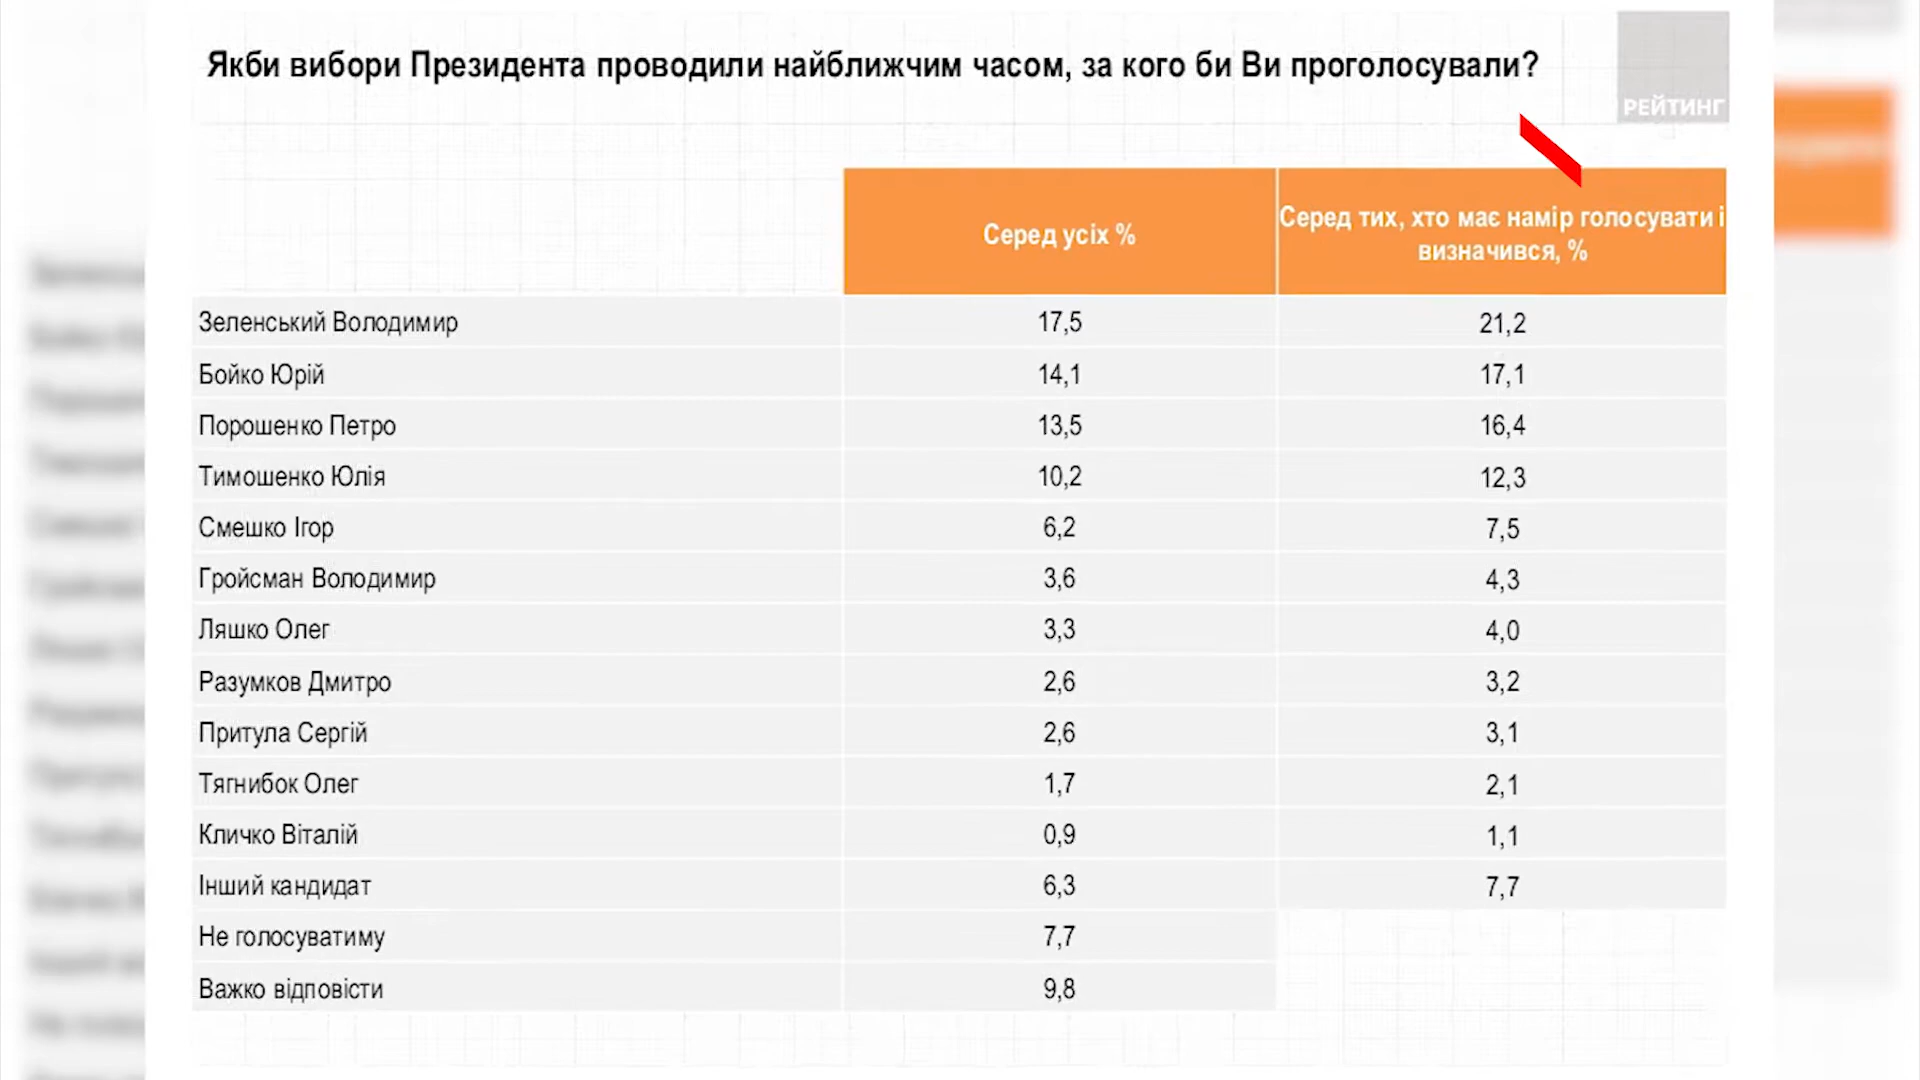 Якби вибори Президента проводили найближчим часом, за кого би Ви проголосували?
РЕЙТИНГ
Серед усіх %
Серед тих, хто має намір голосувати і
визначився, %
Зеленський Володимир 17,5 21,2
Бойко Юрій 14,1 17,1
Порошенко Петро 13,5 16,4
Тимошенко Юлія 10,2 12,3
Смешко Ігор 6,2 7,5
Гройсман Володимир 3,6 4,3
Ляшко Олег 3,3 4,0
Разумков Дмитро 2,6 3,2
Притула Сергій 2,6 3,1
Тягнибок Олег 1,7 2,1
Кличко Віталій 0,9 1,1
Інший кандидат 6,3 7,7
Не голосуватиму 7,7
Важко відповісти 9,8